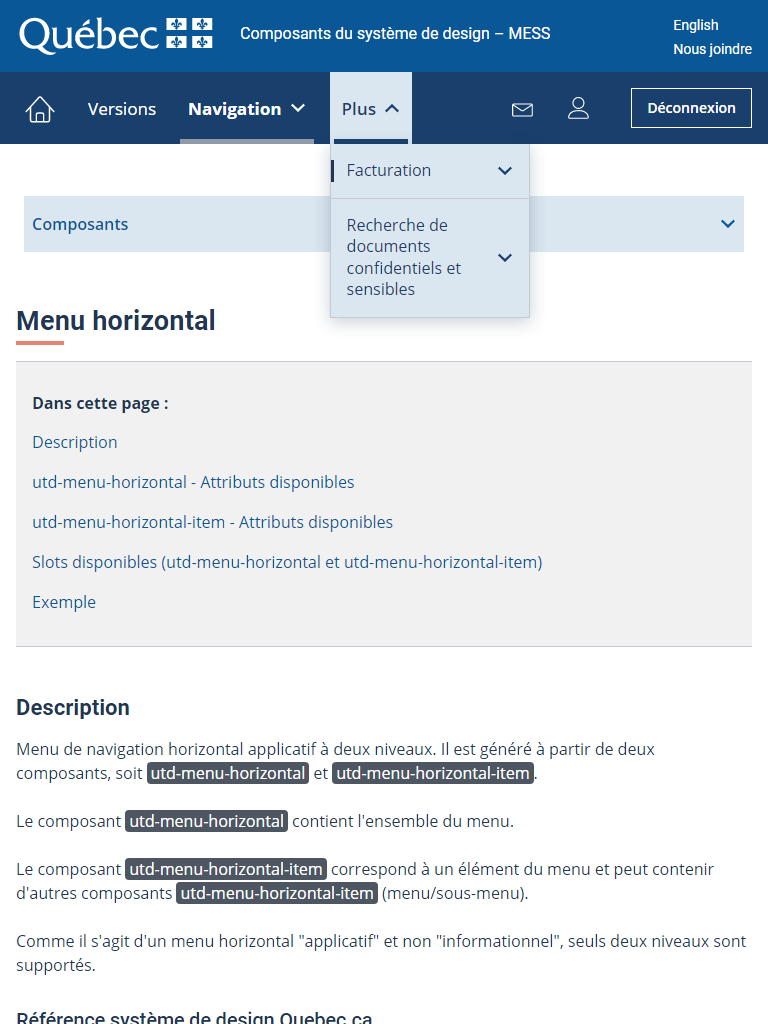 Québec
Composants du système de design – MESS
English
Nous joindre
Versions
Navigation
Plus
Déconnexion
Facturation
Recherche de
documents
confidentiels et
sensibles
Composants
Menu horizontal
Dans cette page :
Description
utd-menu-horizontal - Attributs disponibles
utd-menu-horizontal-item - Attributs disponibles
Slots disponibles (utd-menu-horizontal et utd-menu-horizontal-item)
Exemple
Description
Menu de navigation horizontal applicatif à deux niveaux. Il est généré à partir de deux
composants, soit utd-menu-horizontal et utd-menu-horizontal-item.
Le composant utd-menu-horizontal contient l'ensemble du menu.
Le composant utd-menu-horizontal-item correspond à un élément du menu et peut contenir
d'autres composants utd-menu-horizontal-item (menu/sous-menu).
Comme il s'agit d'un menu horizontal "applicatif" et non "informationnel", seuls deux niveaux sont
supportés.
Référence système de design Quebec.ca